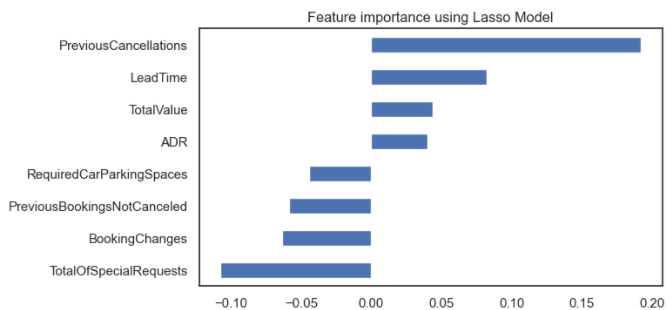 Feature importance using Lasso Model
PreviousCancellations
LeadTime
TotalValue
ADR
RequiredCarParkingSpaces
PreviousBookingsNotCanceled
BookingChanges
TotalOfSpecialRequests
−0.10 −0.05 0.00 0.05 0.10 0.15 0.20